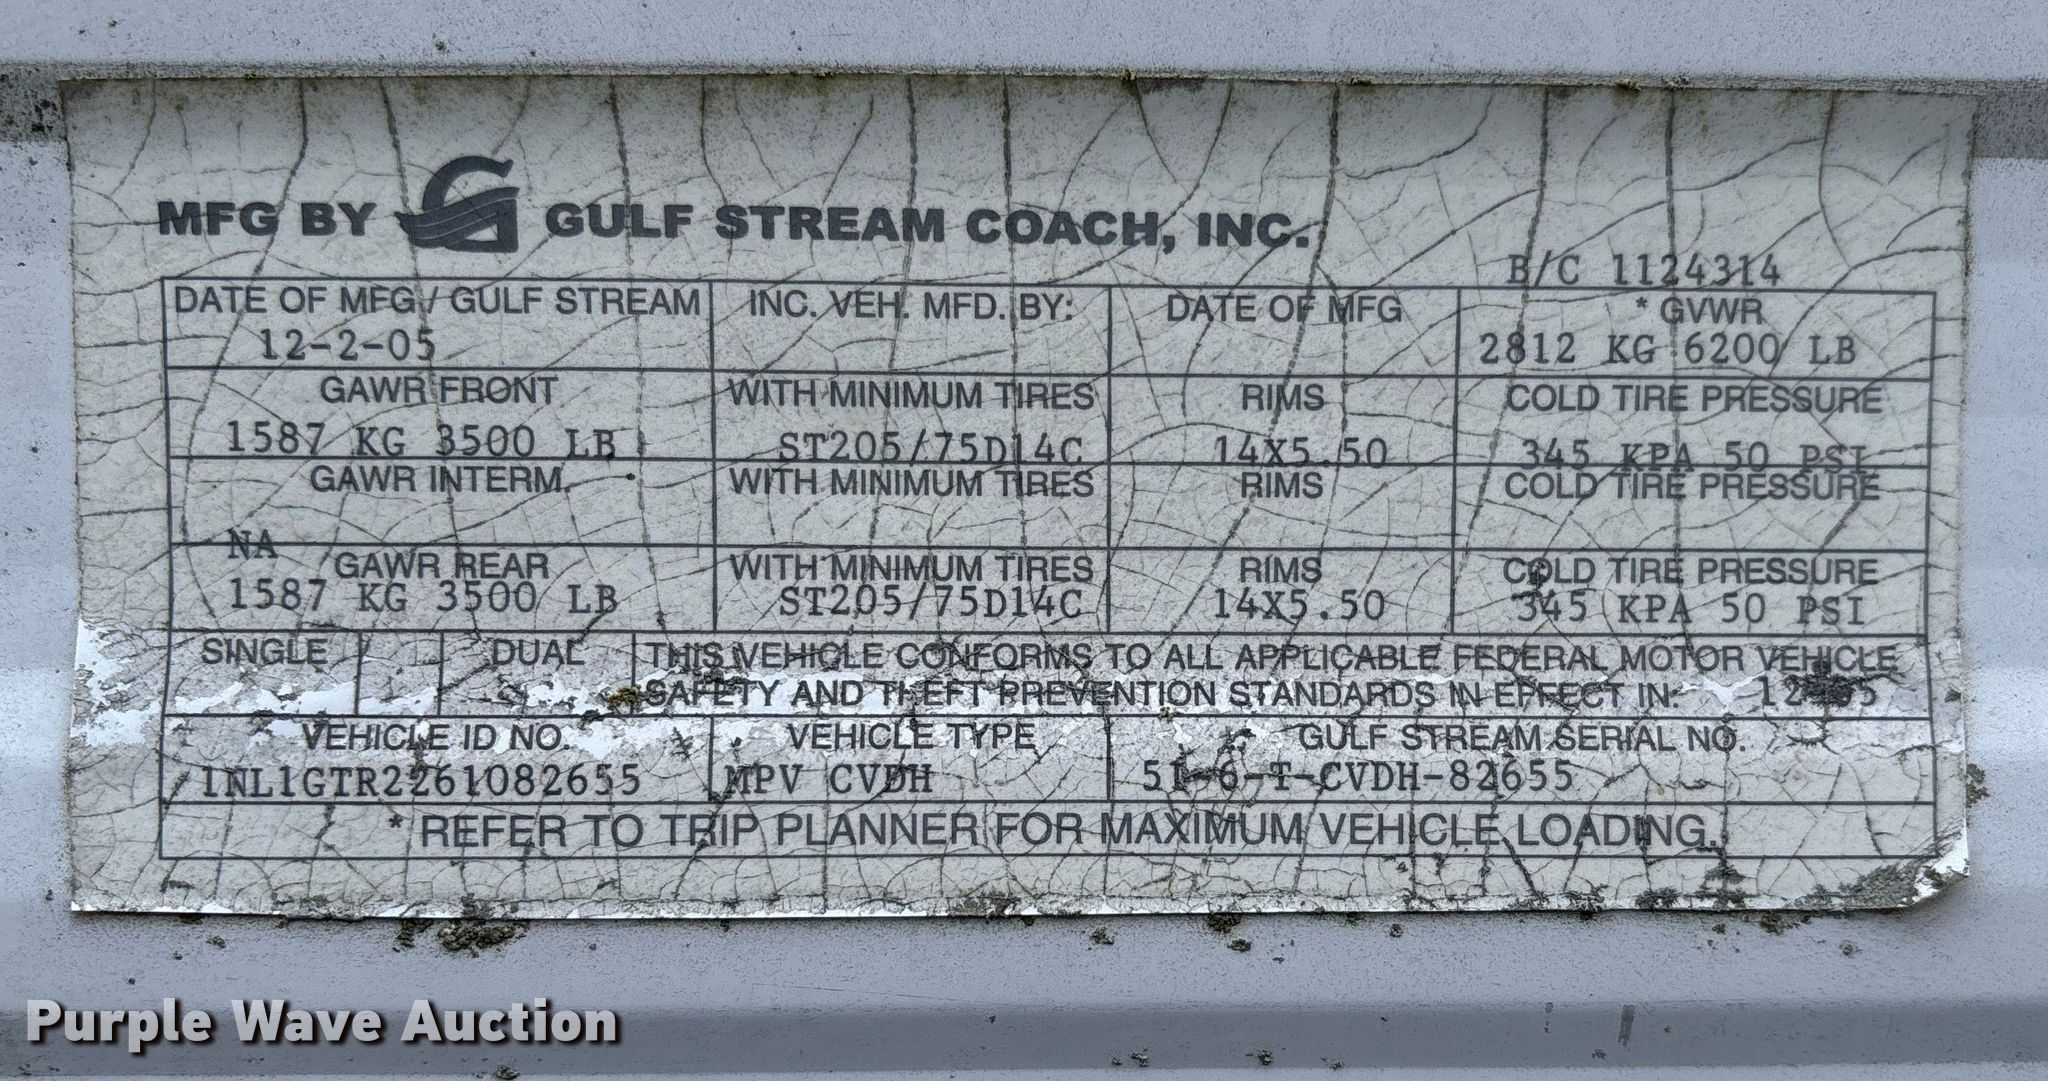 MFG BY GULF STREAM COACH, INC.
B/C 1124314
DATE OF MFG / GULF STREAM INC. VEH. MFD. BY: DATE OF MFG * GVWR
12-2-05 2812 KG 6200 LB
GAWR FRONT WITH MINIMUM TIRES RIMS COLD TIRE PRESSURE
1587 KG 3500 LB ST205/75D14C 14X5.50 345 KPA 50 PSI
GAWR INTERM. WITH MINIMUM TIRES RIMS COLD TIRE PRESSURE
NA
GAWR REAR WITH MINIMUM TIRES RIMS COLD TIRE PRESSURE
1587 KG 3500 LB ST205/75D14C 14X5.50 345 KPA 50 PSI
SINGLE DUAL THIS VEHICLE CONFORMS TO ALL APPLICABLE FEDERAL MOTOR VEHICLE
SAFETY AND THEFT PREVENTION STANDARDS IN EFFECT IN:
VEHICLE ID NO. VEHICLE TYPE GULF STREAM SERIAL NO.
1NL1GTR2261082655 MPV CVDH 51-6-T-CVDH-82655
* REFER TO TRIP PLANNER FOR MAXIMUM VEHICLE LOADING.
Purple Wave Auction